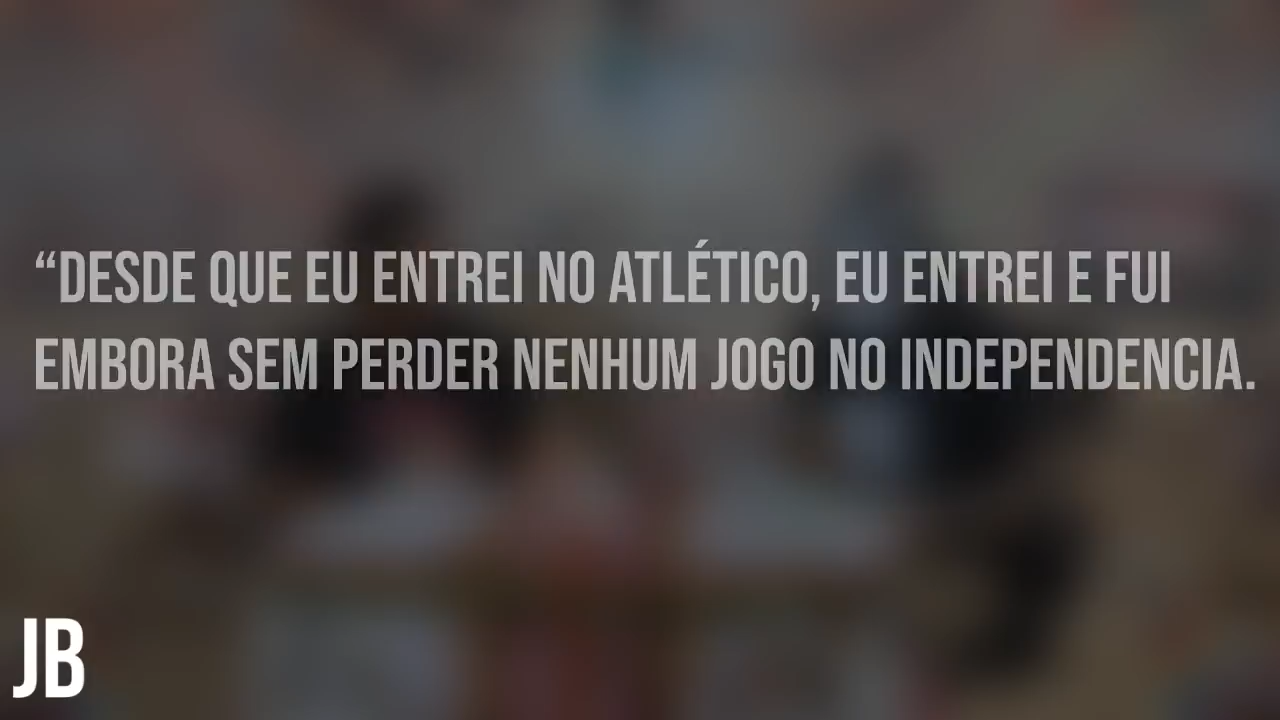 “DESDE QUE EU ENTREI NO ATLÉTICO, EU ENTREI E FUI
EMBORA SEM PERDER NENHUM JOGO NO INDEPENDENCIA.
JB